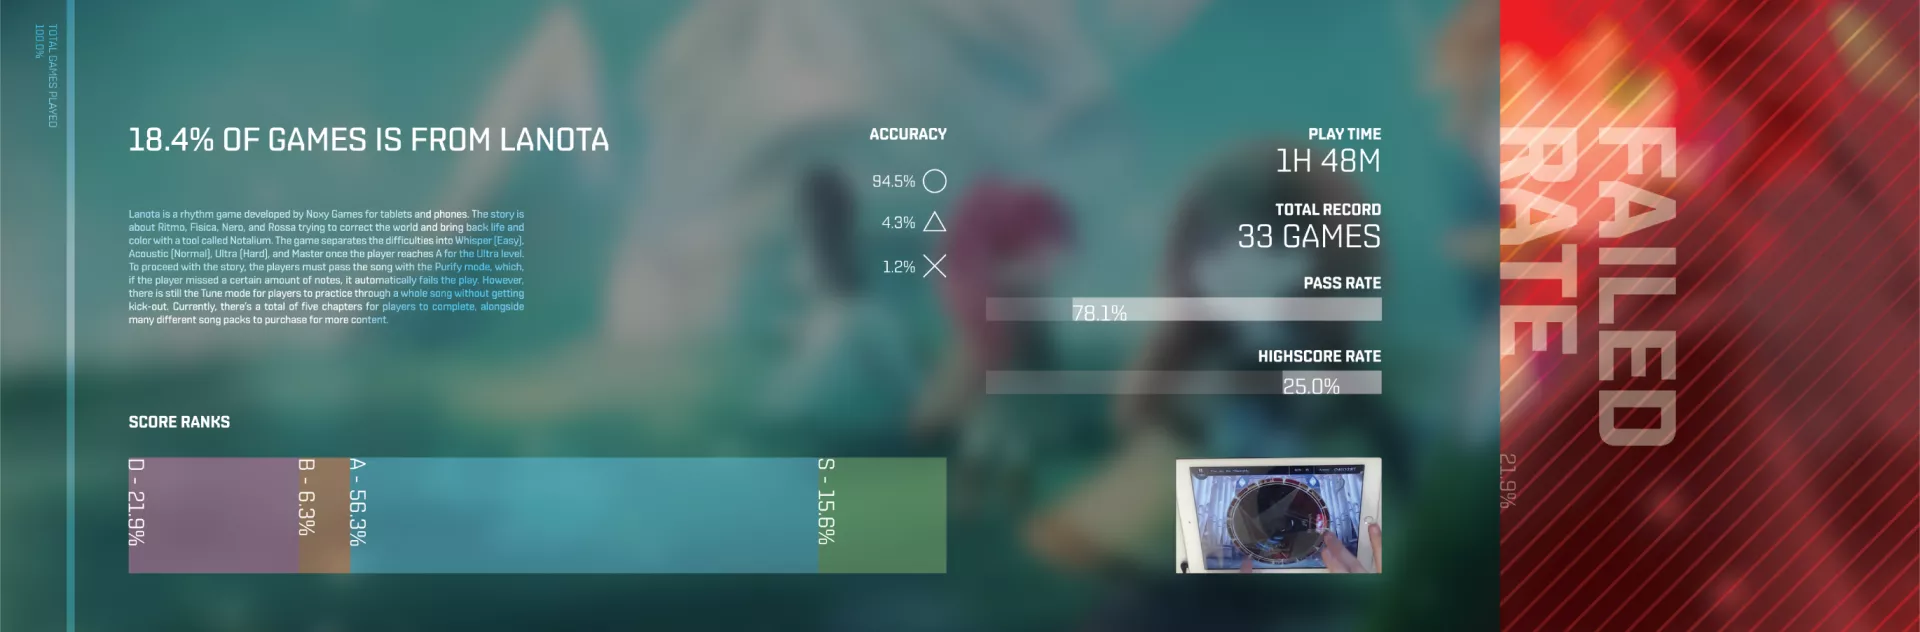 TOTAL GAMES PLAYED
100.0%
18.4% OF GAMES IS FROM LANOTA
Lanota is a rhythm game developed by Noxy Games for tablets and phones. The story is
about Ritmo, Fisica, Nero, and Rossa trying to correct the world and bring back life and
color with a tool called Notalium. The game separates the difficulties into Whisper (Easy),
Acoustic (Normal), Ultra (Hard), and Master once the player reaches A for the Ultra level.
To proceed with the story, the players must pass the song with the Purify mode, which,
if the player missed a certain amount of notes, it automatically fails the play. However,
there is still the Tune mode for players to practice through a whole song without getting
kick-out. Currently, there's a total of five chapters for players to complete, alongside
many different song packs to purchase for more content.
ACCURACY
94.5%
4.3%
1.2%
PLAY TIME
1H 48M
TOTAL RECORD
33 GAMES
PASS RATE
78.1%
HIGHSCORE RATE
25.0%
SCORE RANKS
D - 21.9%
B - 6.3%
A - 56.3%
S - 15.6%
FAILED
RATE
21.9%